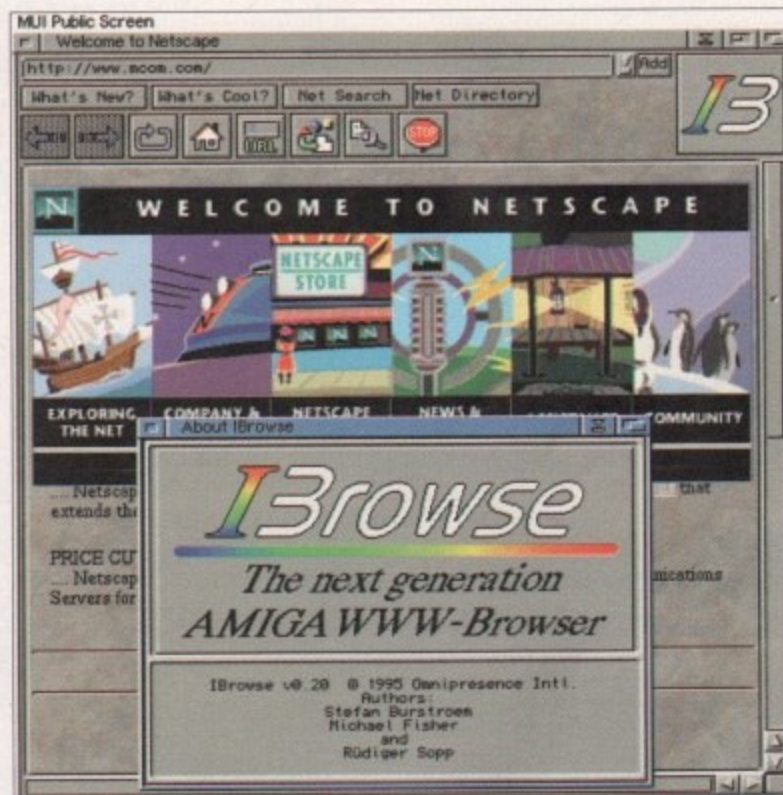 MUI Public Screen
Welcome to Netscape
http://www.mcom.com/
Add
IB
What's New? What's Cool? Net Search Net Directory
URL
STOP
N WELCOME TO NETSCAPE
NETSCAPE
STORE
N
N N N
EXPLORING
THE NET
COMPANY &
NETSCAPE
NEWS &
COMMUNITY
About IBrowse
.... Netscap
that
extends the
IBrowse
PRICE CU
.... Netscap
nications
Servers for
The next generation
AMIGA WWW-Browser
IBrowse v0.20 © 1995 Omnipresence Intl.
Authors:
Stefan Burstroem
Michael Fisher
and
Rüdiger Sopp